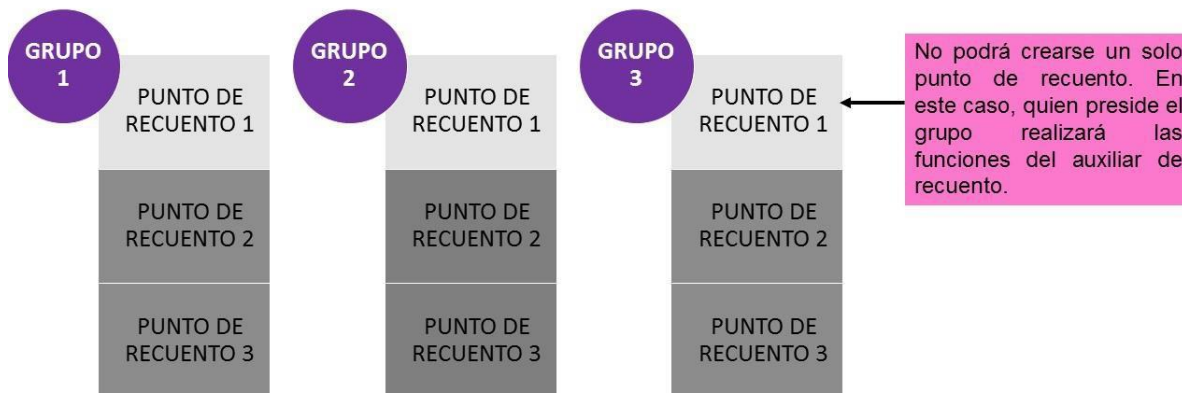 GRUPO
1
PUNTO DE
RECUENTO 1
PUNTO DE
RECUENTO 2
PUNTO DE
RECUENTO 3
GRUPO
2
PUNTO DE
RECUENTO 1
PUNTO DE
RECUENTO 2
PUNTO DE
RECUENTO 3
GRUPO
3
PUNTO DE
RECUENTO 1
PUNTO DE
RECUENTO 2
PUNTO DE
RECUENTO 3
No podrá crearse un solo
punto de recuento. En
este caso, quien preside el
grupo realizará las
funciones del auxiliar de
recuento.